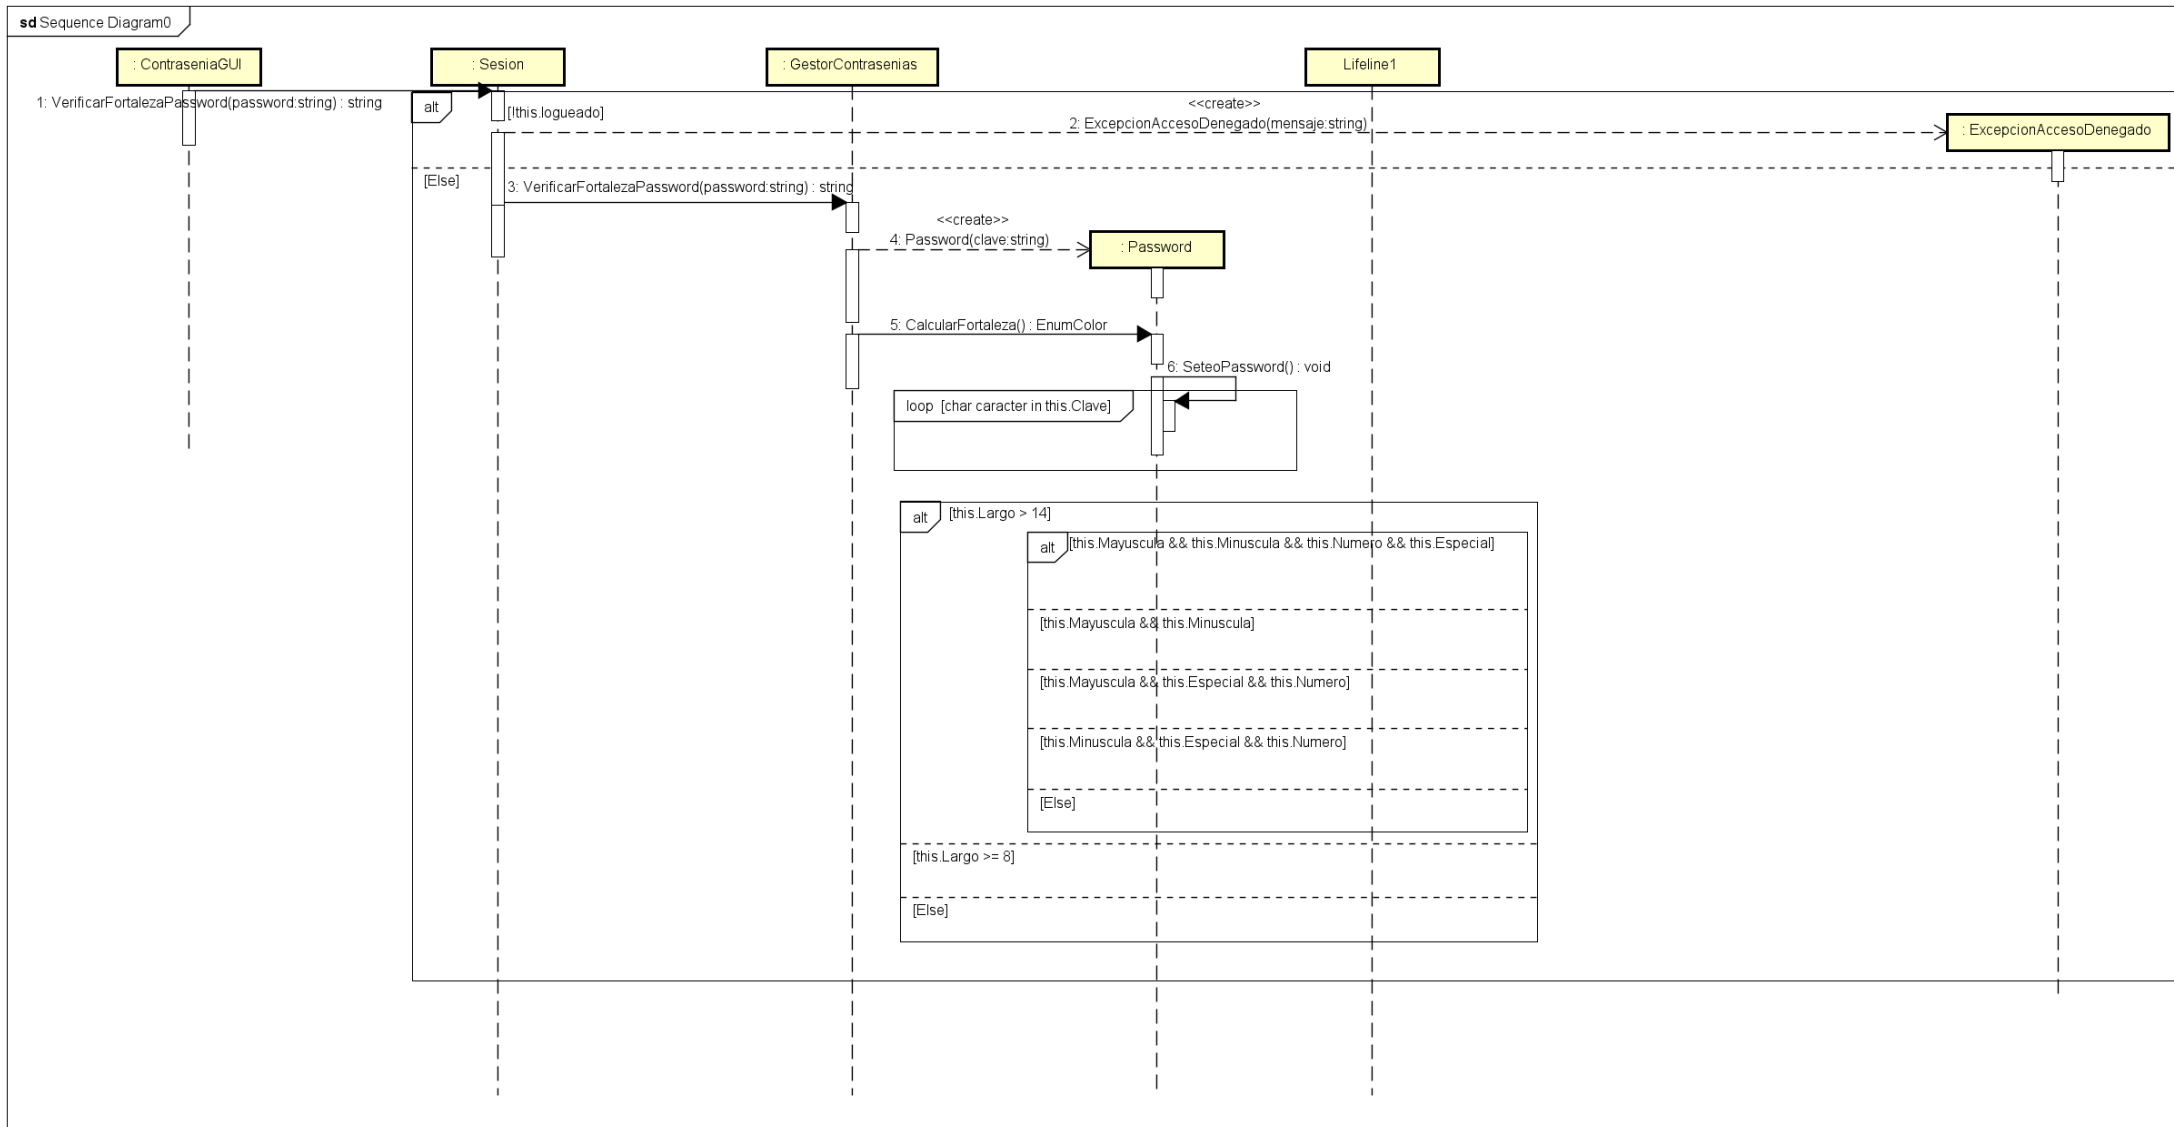 sd Sequence Diagram0
: ContraseniaGUI
: Sesion
: GestorContrasenias
Lifeline1
1: VerificarFortalezaPassword(password:string) : string
alt
[!this.logueado]
<<create>>
2: ExcepcionAccesoDenegado(mensaje:string)
: ExcepcionAccesoDenegado
[Else]
3: VerificarFortalezaPassword(password:string) : string
<<create>>
4: Password(clave:string)
: Password
5: CalcularFortaleza() : EnumColor
6: SeteoPassword() : void
loop [char caracter in this.Clave]
alt
[this.Largo > 14]
alt
[this.Mayuscula && this.Minuscula && this.Numero && this.Especial]
[this.Mayuscula && this.Minuscula]
[this.Mayuscula && this.Especial && this.Numero]
[this.Minuscula && this.Especial && this.Numero]
[Else]
[this.Largo >= 8]
[Else]